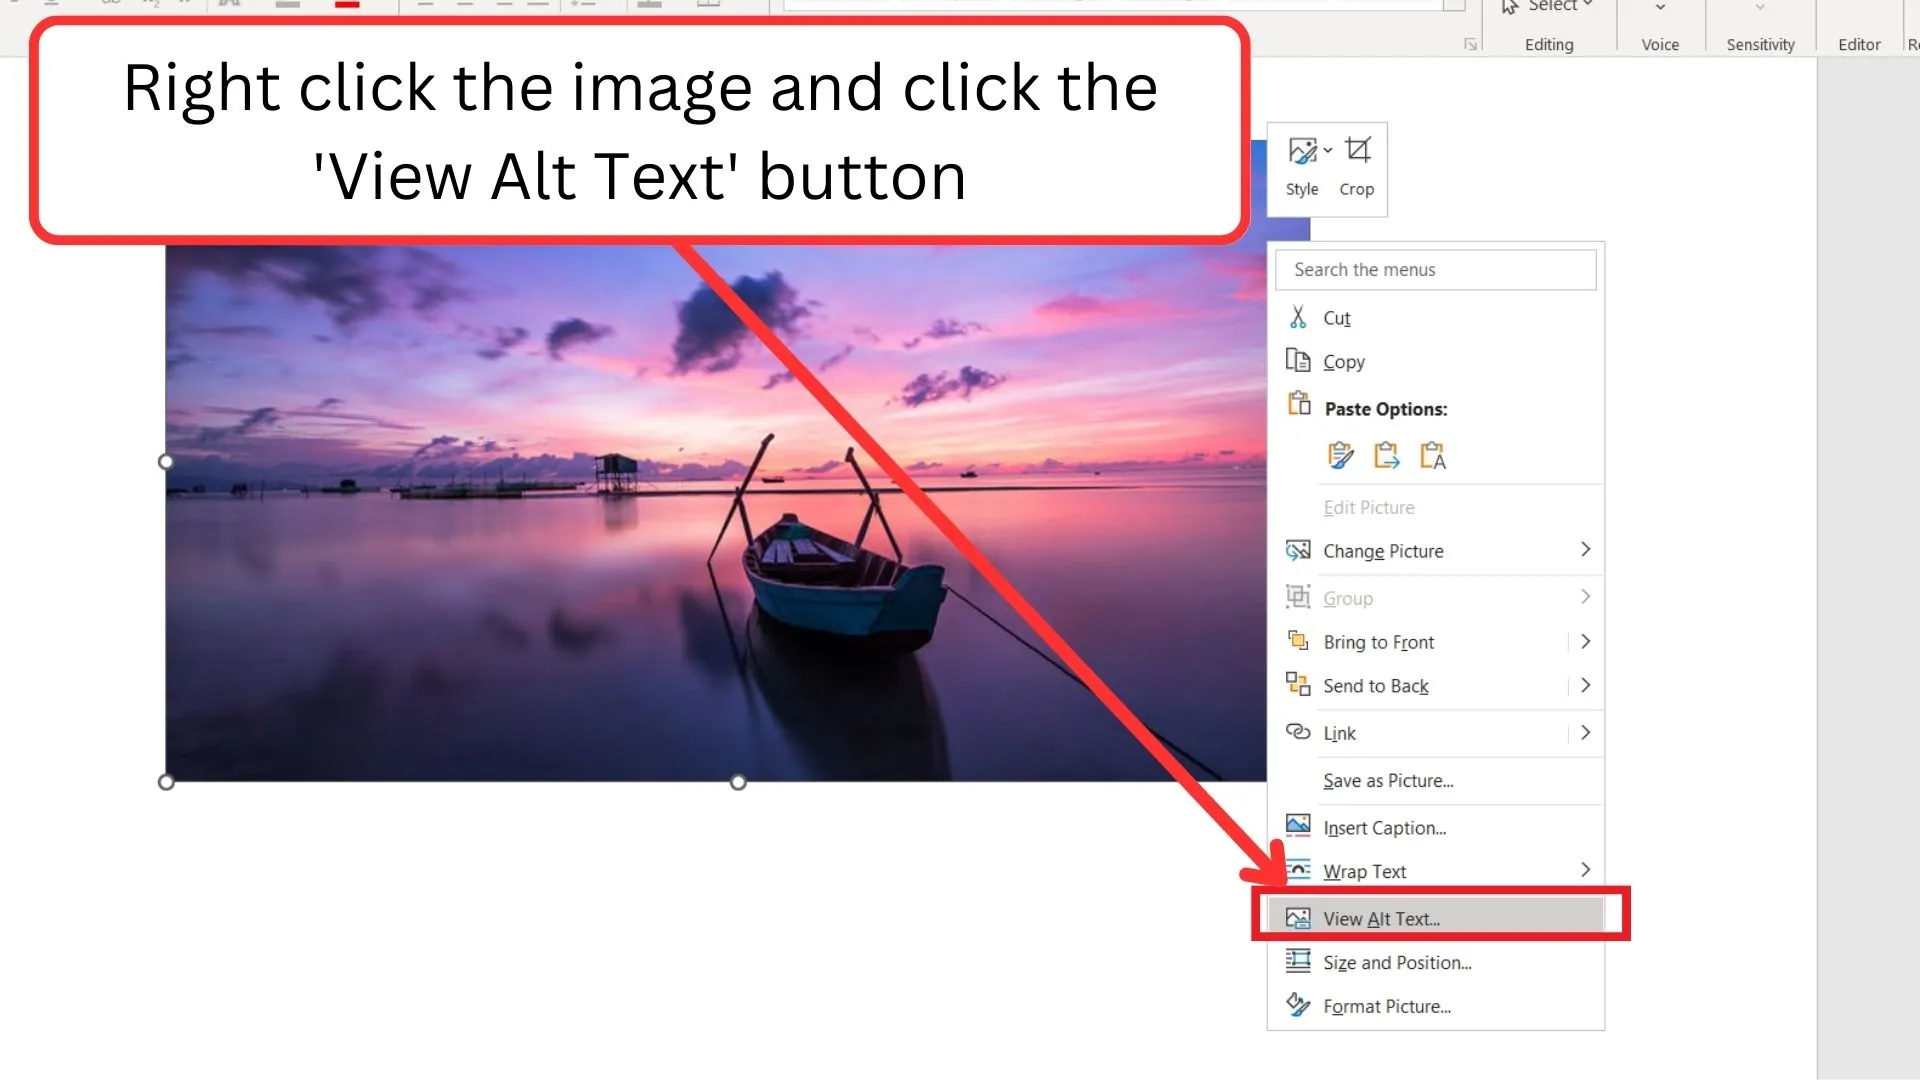 Select
Editing
Voice
Sensitivity
Editor
Right click the image and click the
'View Alt Text' button
Style
Crop
Search the menus
Cut
Copy
Paste Options:
Edit Picture
Change Picture
Group
Bring to Front
Send to Back
Link
Save as Picture...
Insert Caption...
Wrap Text
View Alt Text...
Size and Position...
Format Picture...